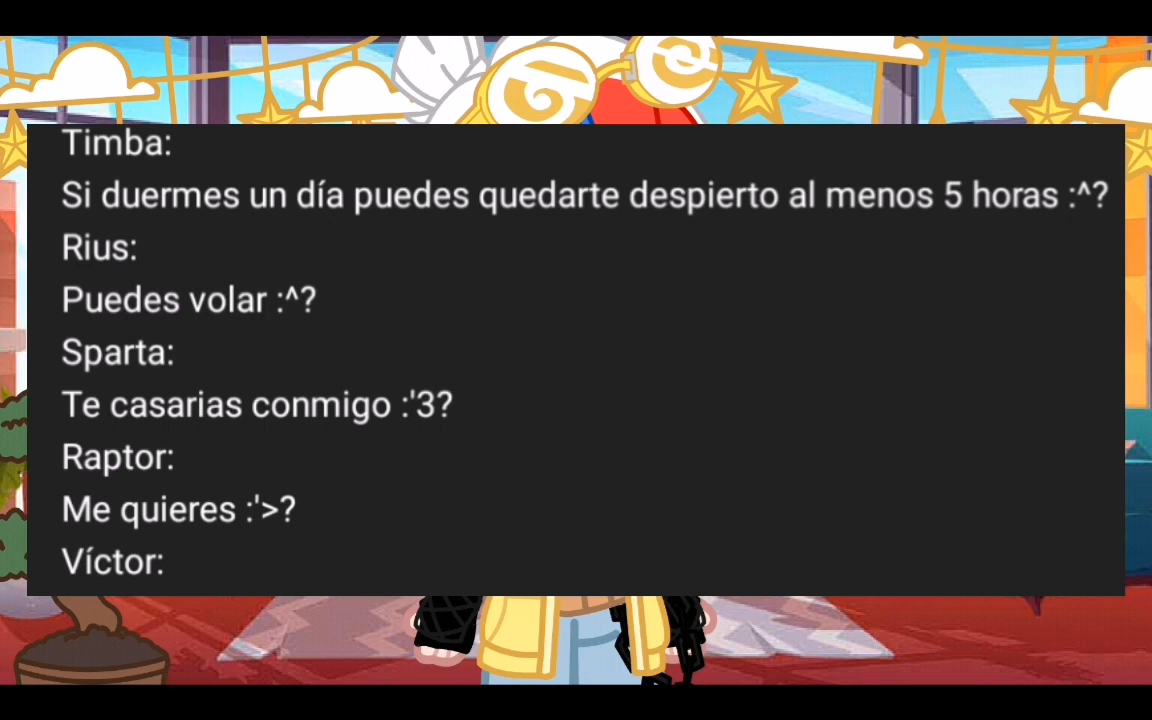 Timba:
Si duermes un día puedes quedarte despierto al menos 5 horas :^?
Rius:
Puedes volar :^?
Sparta:
Te casarias conmigo :'3?
Raptor:
Me quieres :'>?
Víctor: